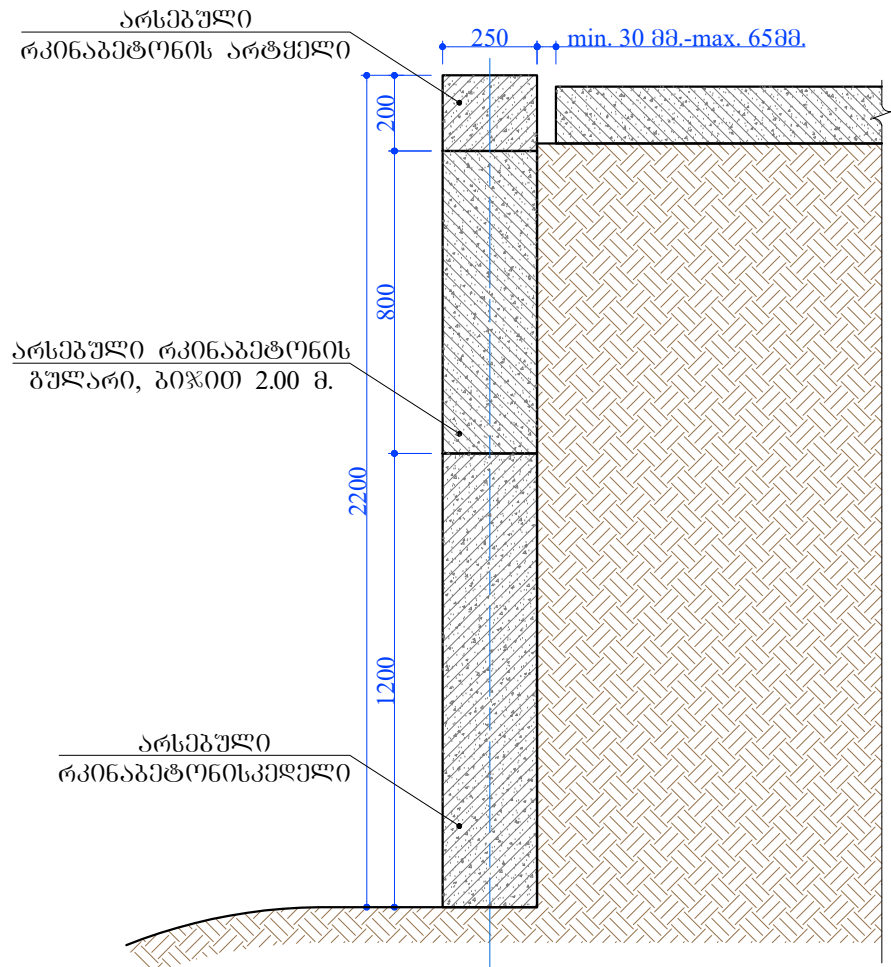 არსებული
რკინაბეტონის არტყელი
250
min. 30 მმ.-max. 65მმ.
200
800
არსებული რკინაბეტონის
გულარი, ბიჯით 2.00 მ.
2200
1200
არსებული
რკინაბეტონისკედელი